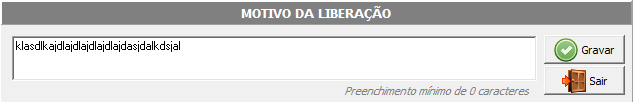 MOTIVO DA LIBERAÇÃO
klasdlkajdlajdlajdlajdlajdasjdalkdsjal
Gravar
Sair
Preenchimento mínimo de 0 caracteres